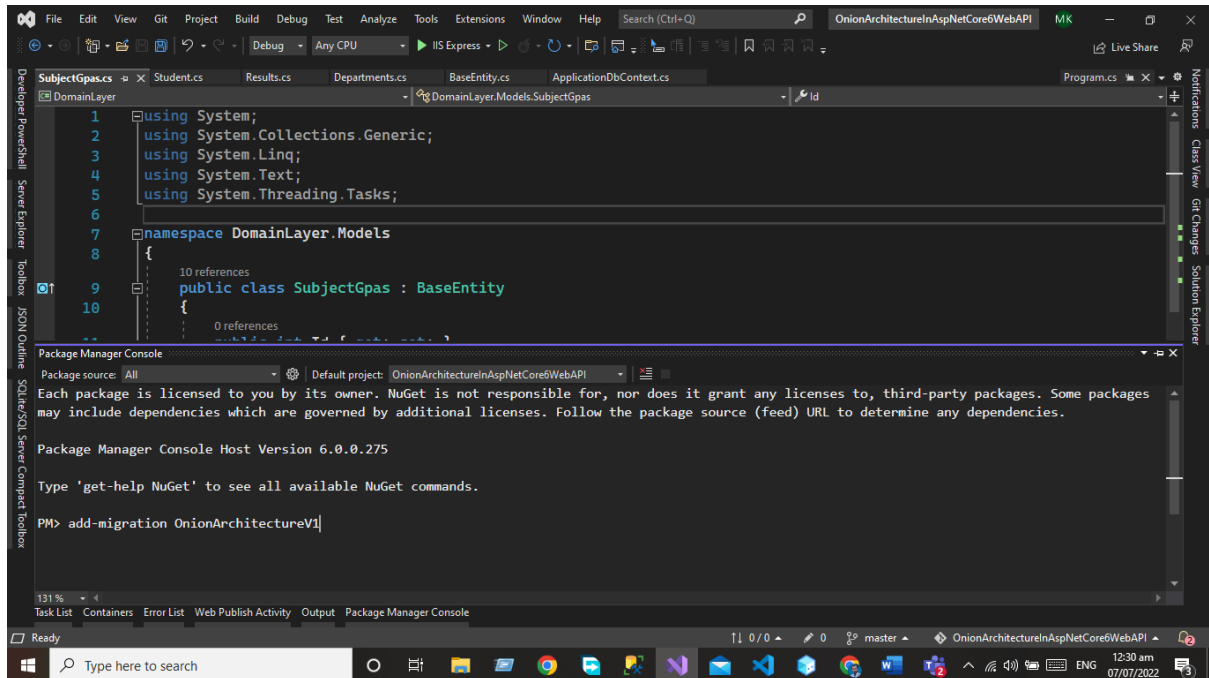 File Edit View Git Project Build Debug Test Analyze Tools Extensions Window Help Search (Ctrl+Q) OnionArchitectureInAspNetCore6WebAPI MK
Debug Any CPU IIS Express Live Share
SubjectGpas.cs Student.cs Results.cs Departments.cs BaseEntity.cs ApplicationDbContext.cs Program.cs
DomainLayer DomainLayer.Models.SubjectGpas Id
1 using System;
2 using System.Collections.Generic;
3 using System.Linq;
4 using System.Text;
5 using System.Threading.Tasks;
6
7 namespace DomainLayer.Models
8 {
10 references
9 public class SubjectGpas : BaseEntity
10 {
0 references
11 public int Id { get; set; }
Developer PowerShell
Server Explorer
Toolbox
JSON Outline
SQLite/SQL Server Compact Toolbox
Notifications
Class View
Git Changes
Solution Explorer
Package Manager Console
Package source: All Default project: OnionArchitectureInAspNetCore6WebAPI
Each package is licensed to you by its owner. NuGet is not responsible for, nor does it grant any licenses to, third-party packages. Some packages
may include dependencies which are governed by additional licenses. Follow the package source (feed) URL to determine any dependencies.
Package Manager Console Host Version 6.0.0.275
Type 'get-help NuGet' to see all available NuGet commands.
PM> add-migration OnionArchitectureV1
131 %
Task List Containers Error List Web Publish Activity Output Package Manager Console
Ready 0 / 0 0 master OnionArchitectureInAspNetCore6WebAPI 2
Type here to search ENG 12:30 am
07/07/2022 3